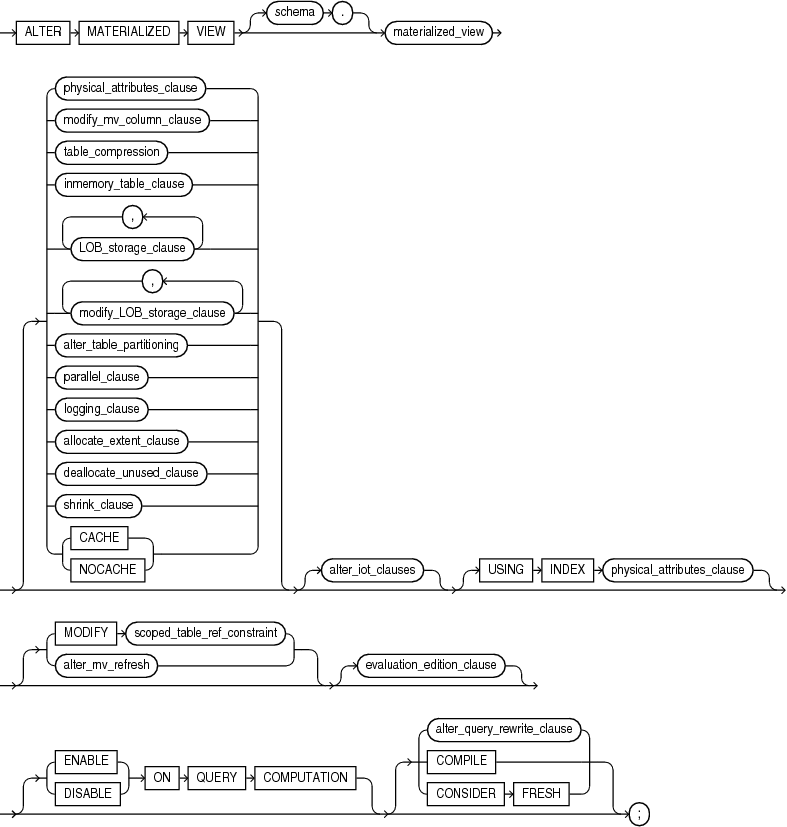 schema .
ALTER MATERIALIZED VIEW materialized_view
physical_attributes_clause
modify_mv_column_clause
table_compression
inmemory_table_clause
,
LOB_storage_clause
,
modify_LOB_storage_clause
alter_table_partitioning
parallel_clause
logging_clause
allocate_extent_clause
deallocate_unused_clause
shrink_clause
CACHE
NOCACHE
alter_iot_clauses USING INDEX physical_attributes_clause
MODIFY scoped_table_ref_constraint
alter_mv_refresh evaluation_edition_clause
alter_query_rewrite_clause
ENABLE COMPILE
ON QUERY COMPUTATION
DISABLE CONSIDER FRESH
;